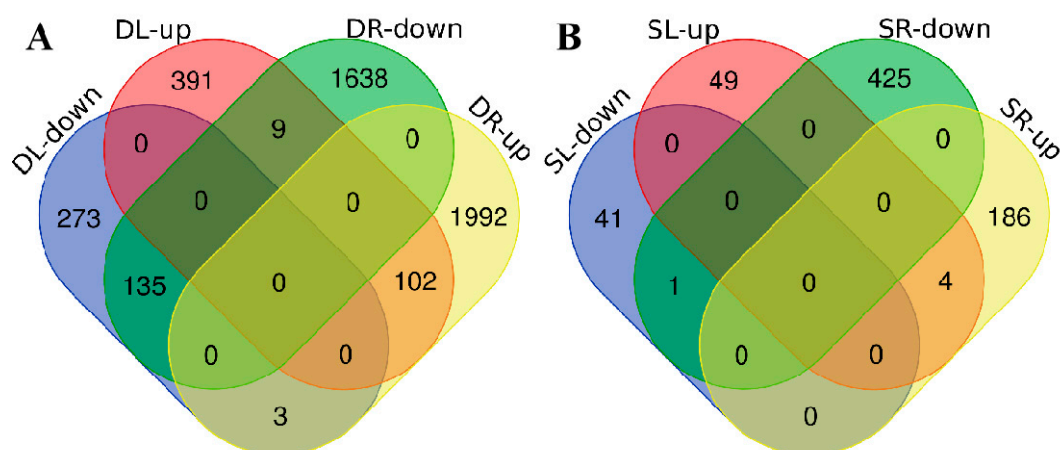 A DL-up DR-down B SL-up SR-down
DL-down DR-up SL-down SR-up
391 1638 49 425
0 9 0 0 0 0
273 0 0 1992 41 0 0 186
135 0 102 1 0 4
0 0 0 0
3 0